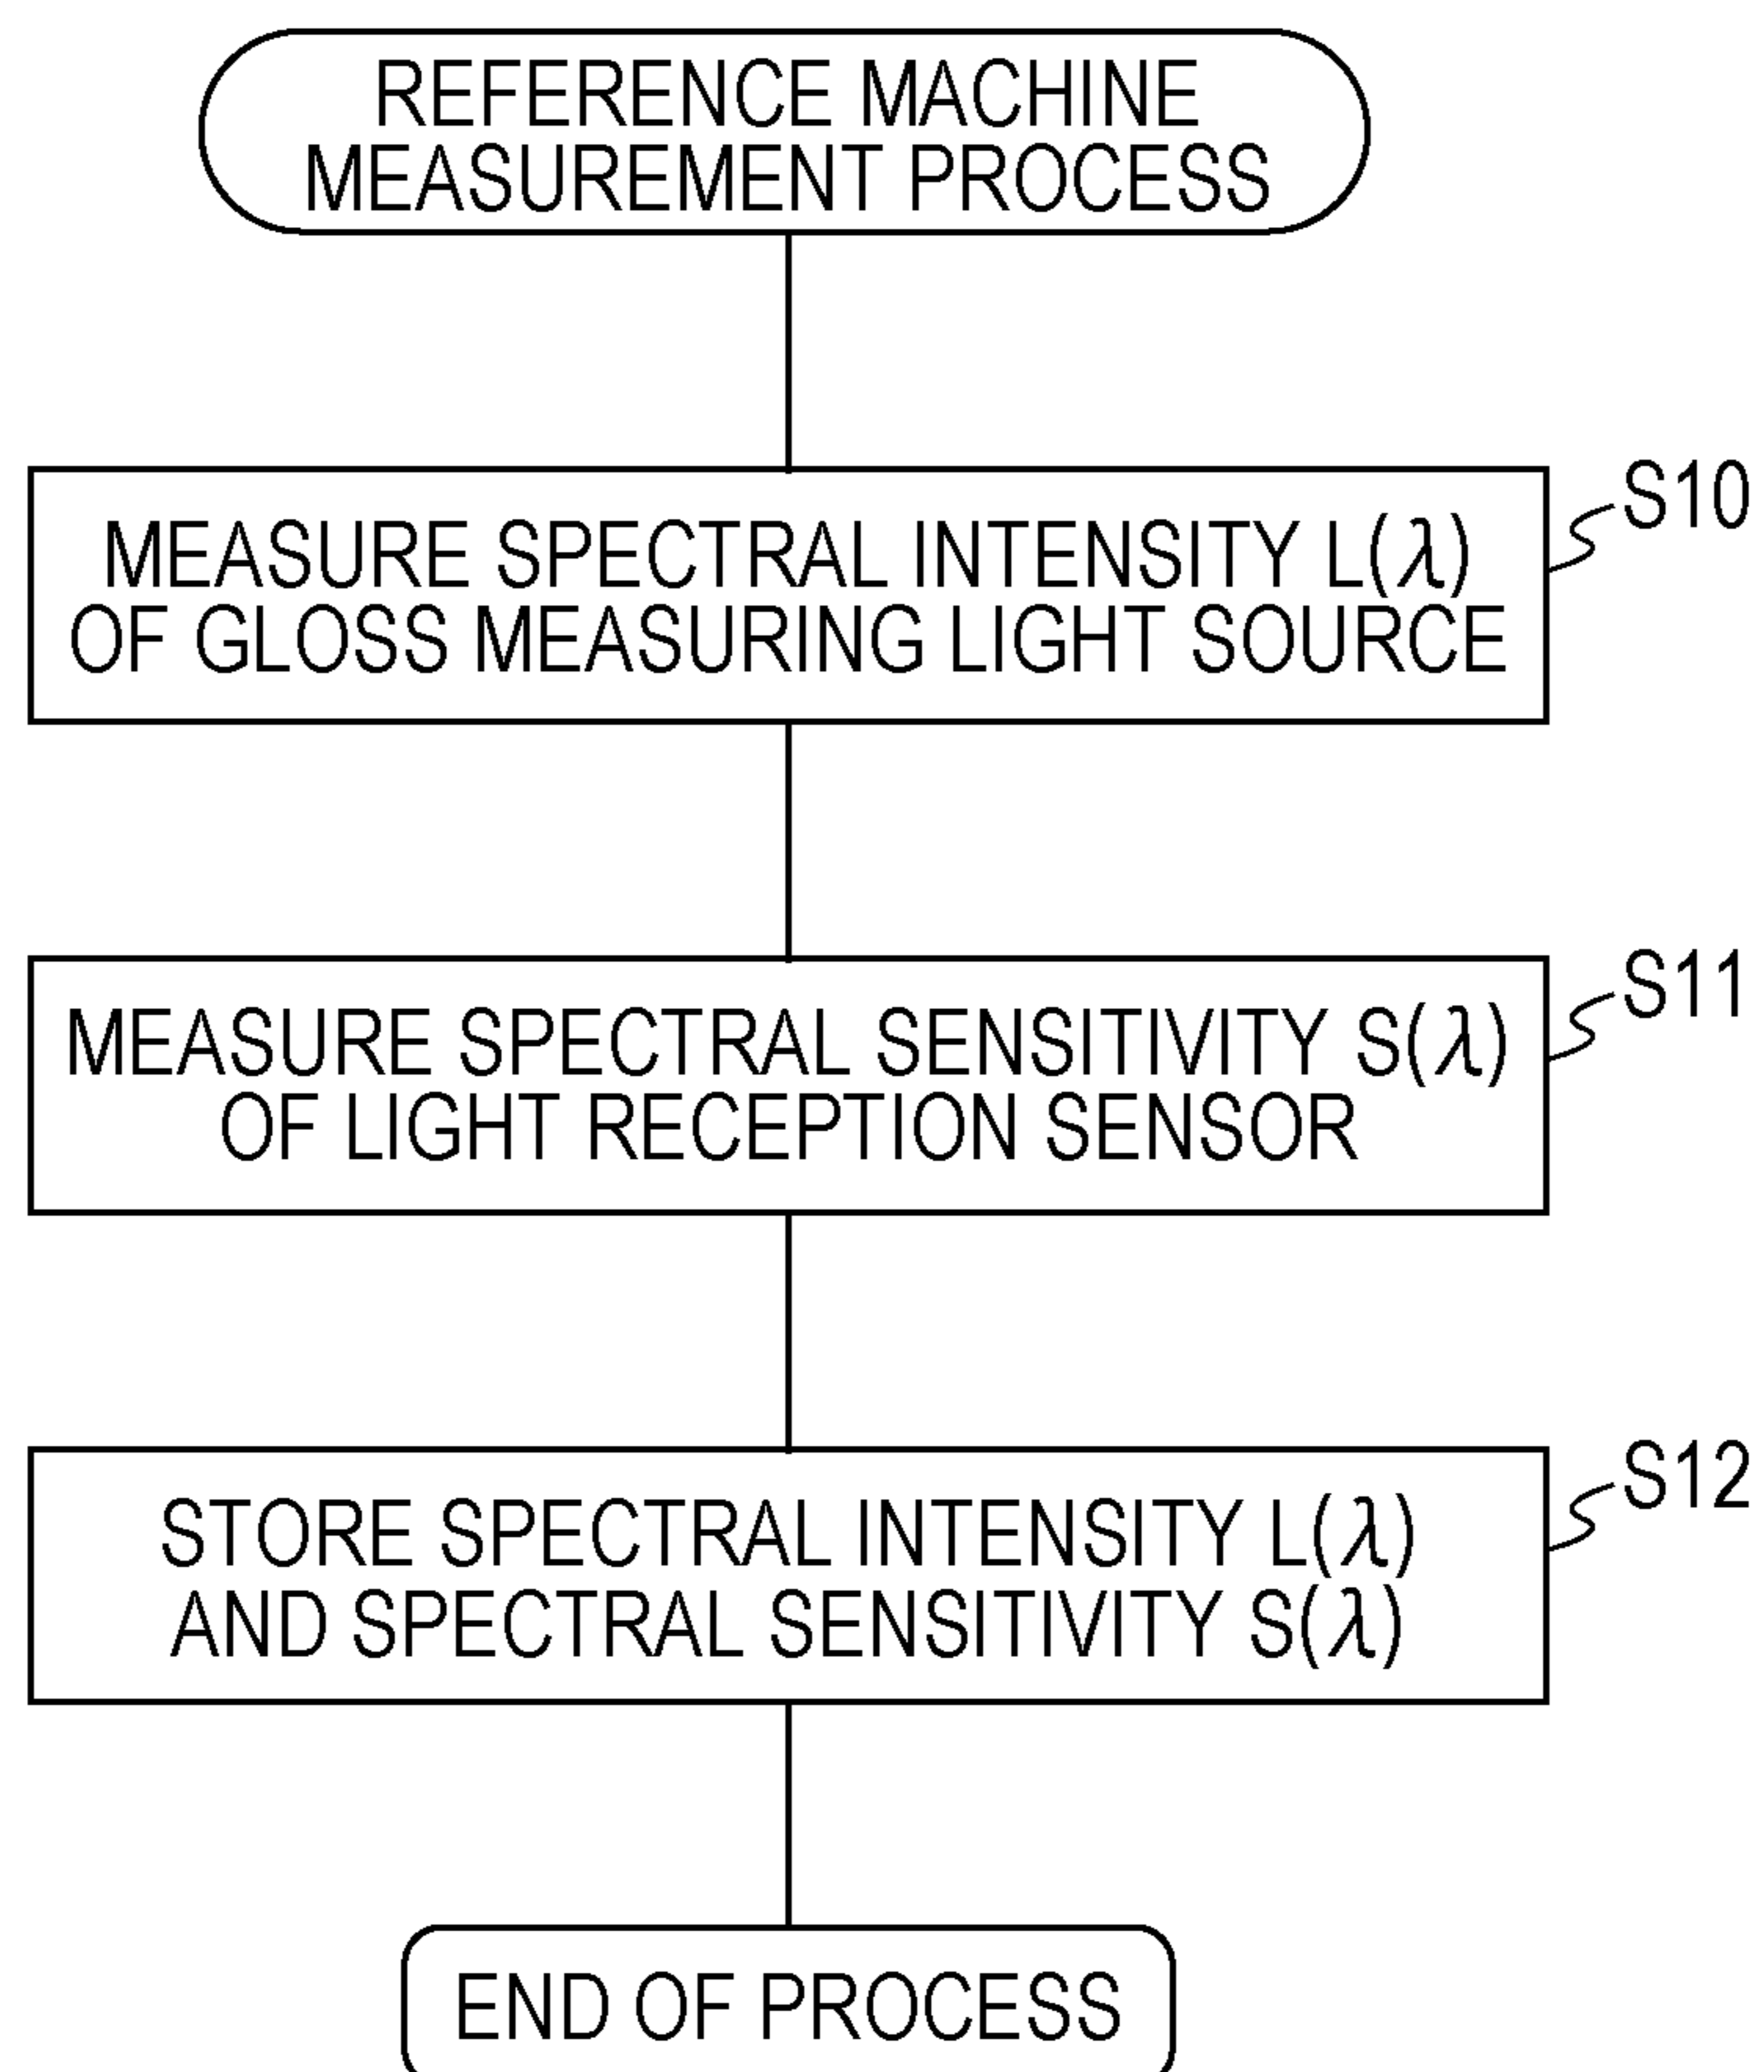 REFERENCE MACHINE
MEASUREMENT PROCESS
S10
MEASURE SPECTRAL INTENSITY L(λ)
OF GLOSS MEASURING LIGHT SOURCE
S11
MEASURE SPECTRAL SENSITIVITY S(λ)
OF LIGHT RECEPTION SENSOR
S12
STORE SPECTRAL INTENSITY L(λ)
AND SPECTRAL SENSITIVITY S(λ)
END OF PROCESS